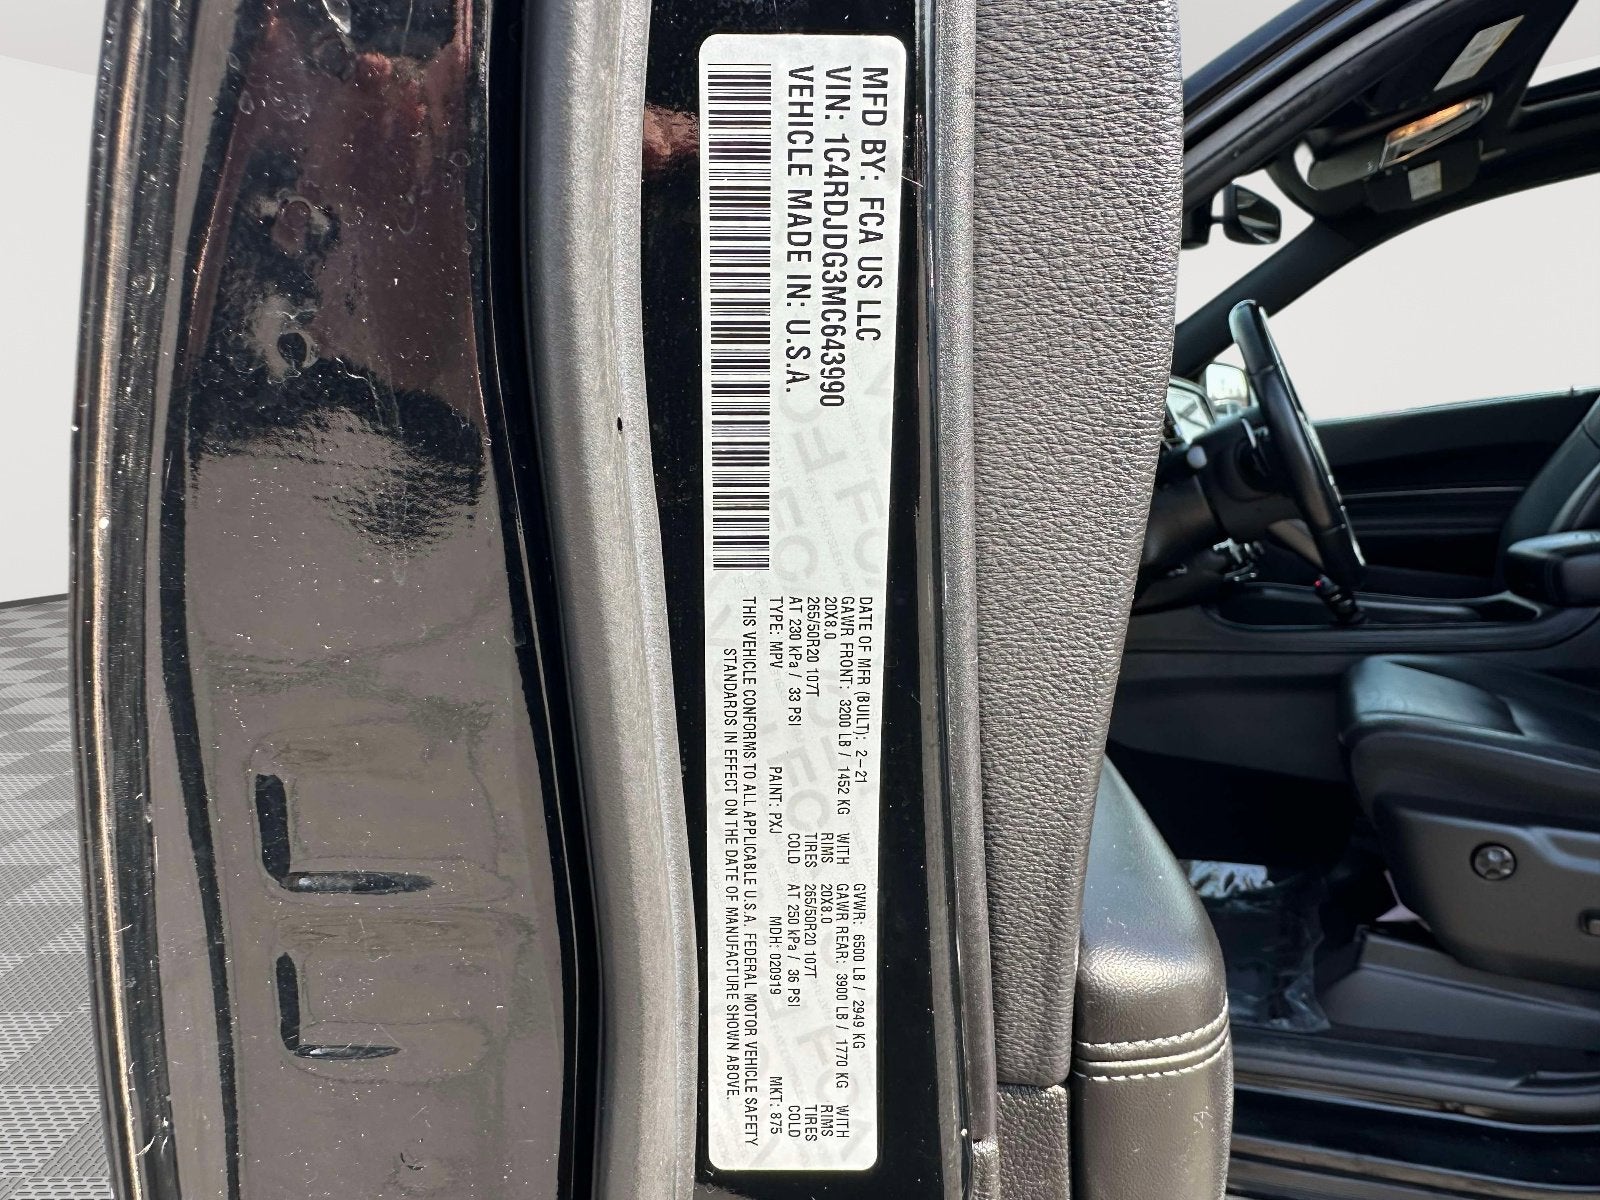 MFD BY: FCA US LLC
VIN: 1C4RDJDG3MC643990
VEHICLE MADE IN: U.S.A.
DATE OF MFR (BUILT): 2-21 GVWR: 6500 LB / 2949 KG
GAWR FRONT: 3200 LB / 1452 KG WITH GAWR REAR: 3900 LB / 1770 KG WITH
20X8.0 RIMS 20X8.0 RIMS
265/50R20 107T TIRES 265/50R20 107T TIRES
AT 230 kPa / 33 PSI COLD AT 250 kPa / 36 PSI COLD
TYPE: MPV PAINT: PXJ MDH: 020919 MKT: 875
THIS VEHICLE CONFORMS TO ALL APPLICABLE U.S.A. FEDERAL MOTOR VEHICLE SAFETY
STANDARDS IN EFFECT ON THE DATE OF MANUFACTURE SHOWN ABOVE.